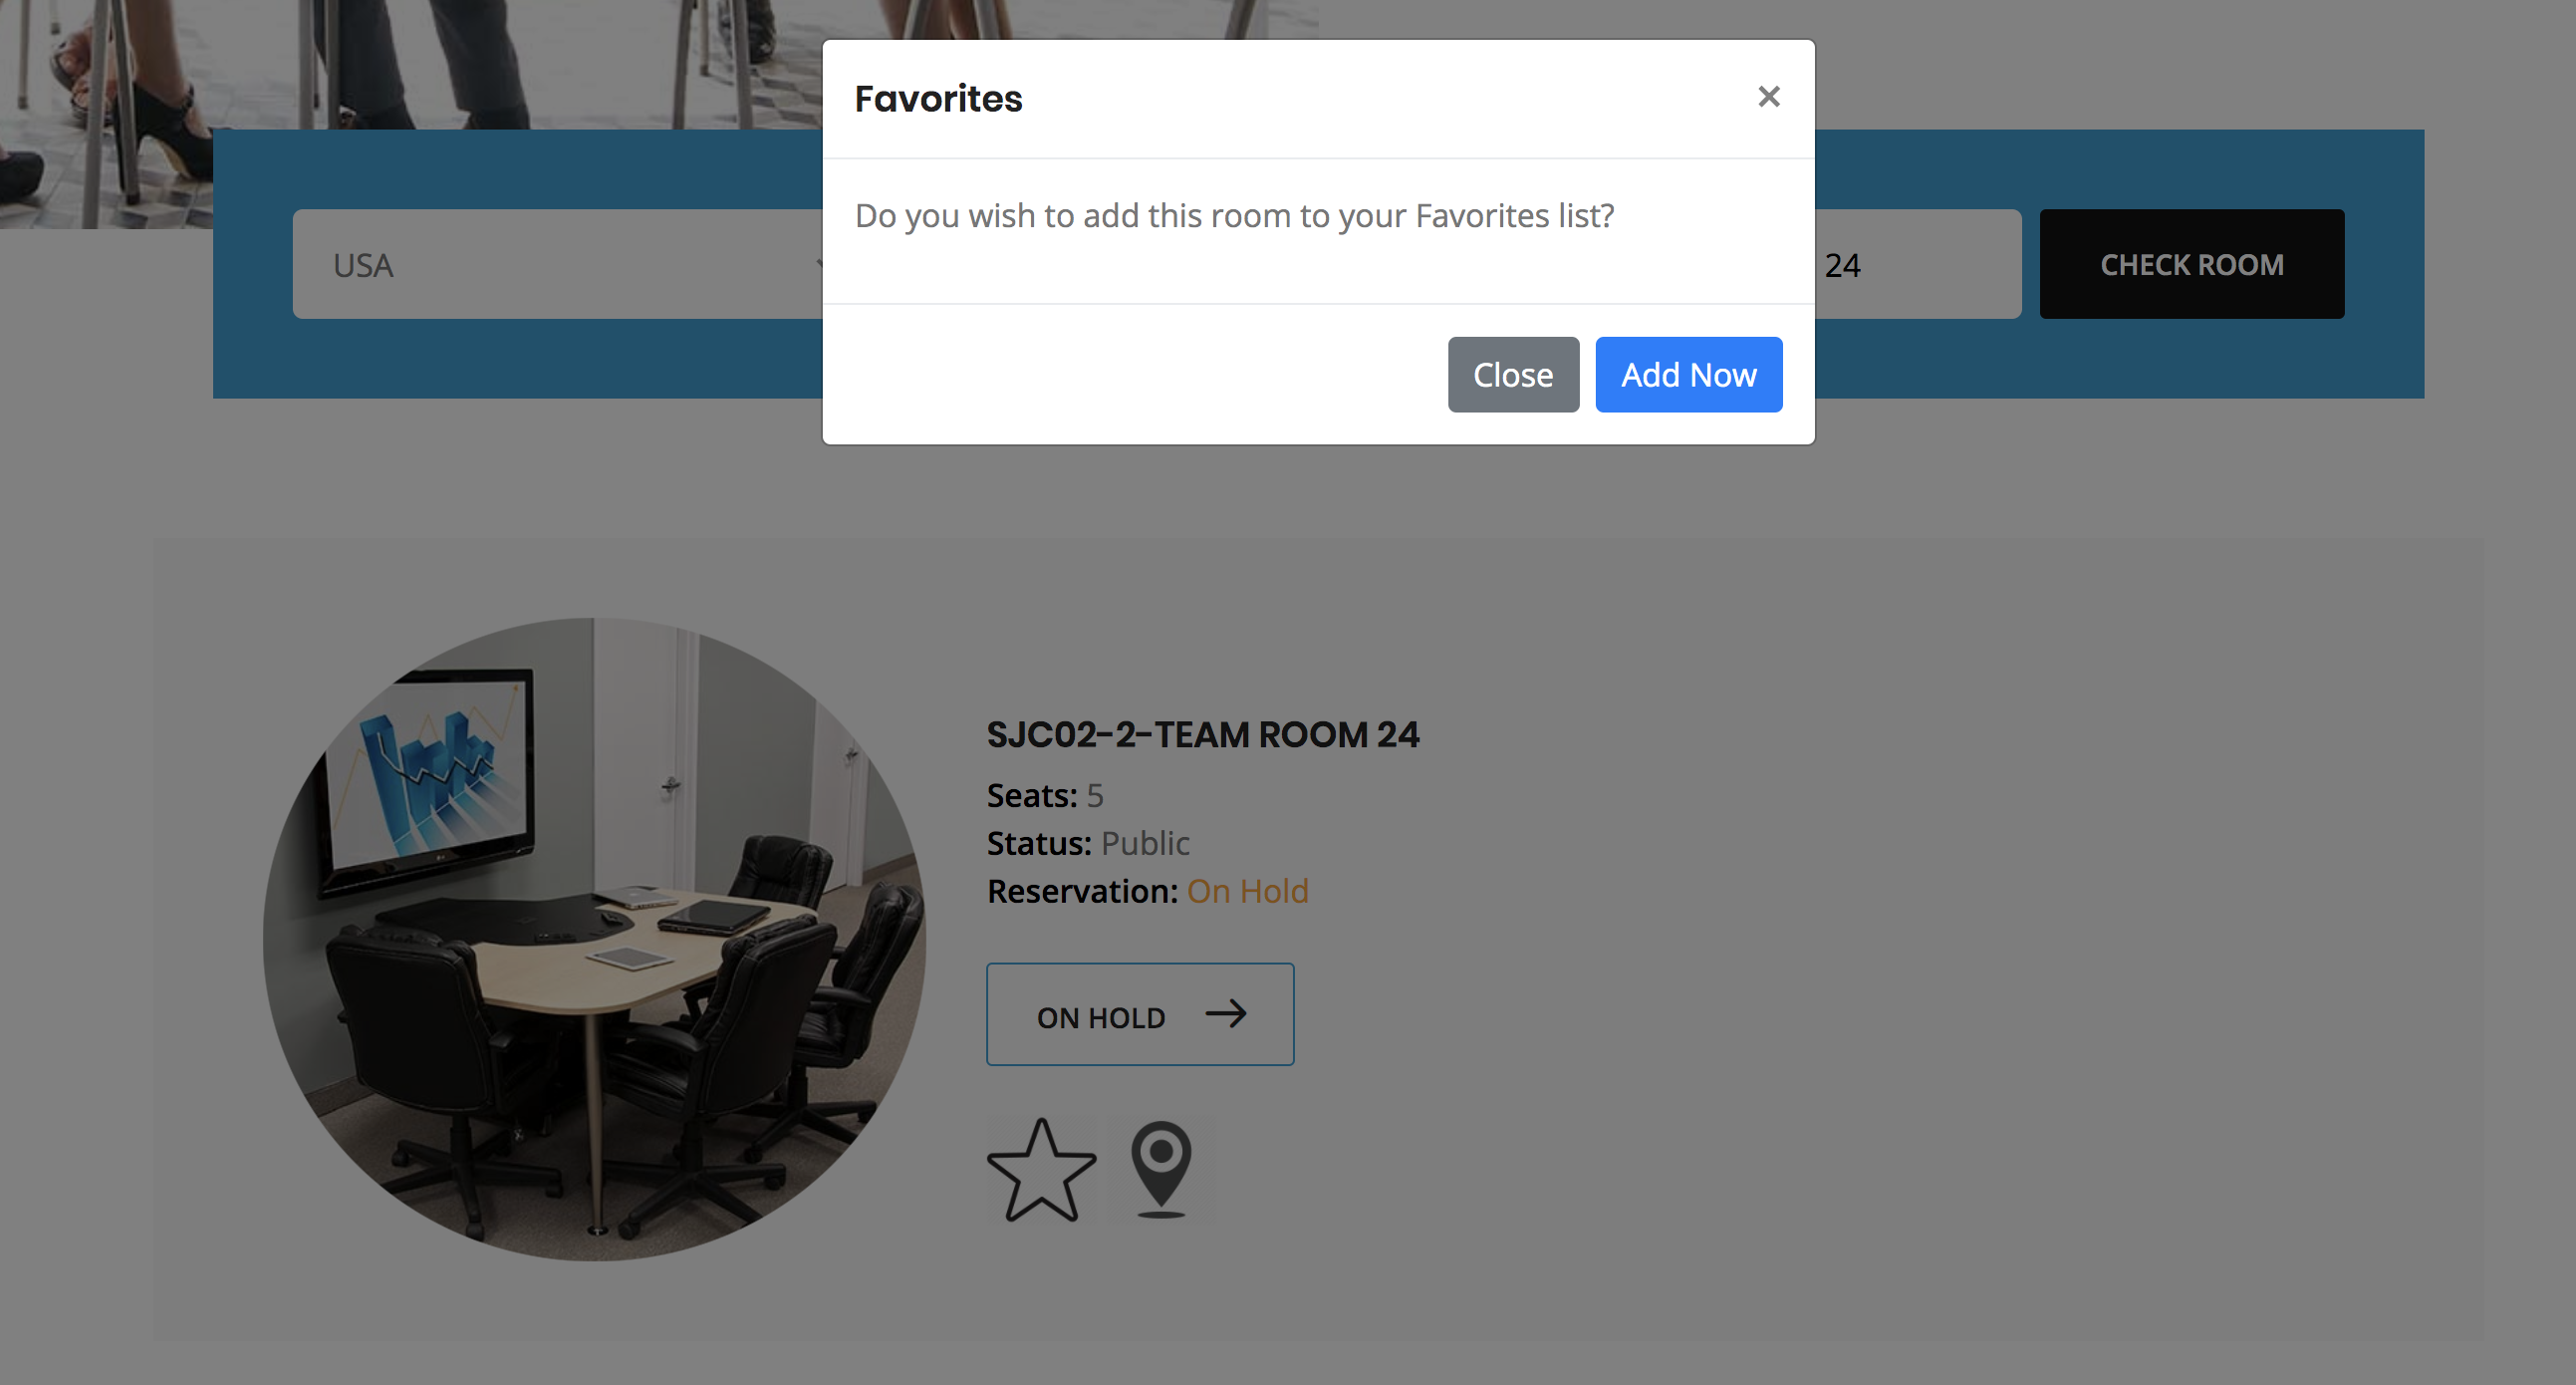 Favorites ×
Do you wish to add this room to your Favorites list?
USA
24
CHECK ROOM
Close
Add Now
SJC02-2-TEAM ROOM 24
Seats: 5
Status: Public
Reservation: On Hold
ON HOLD